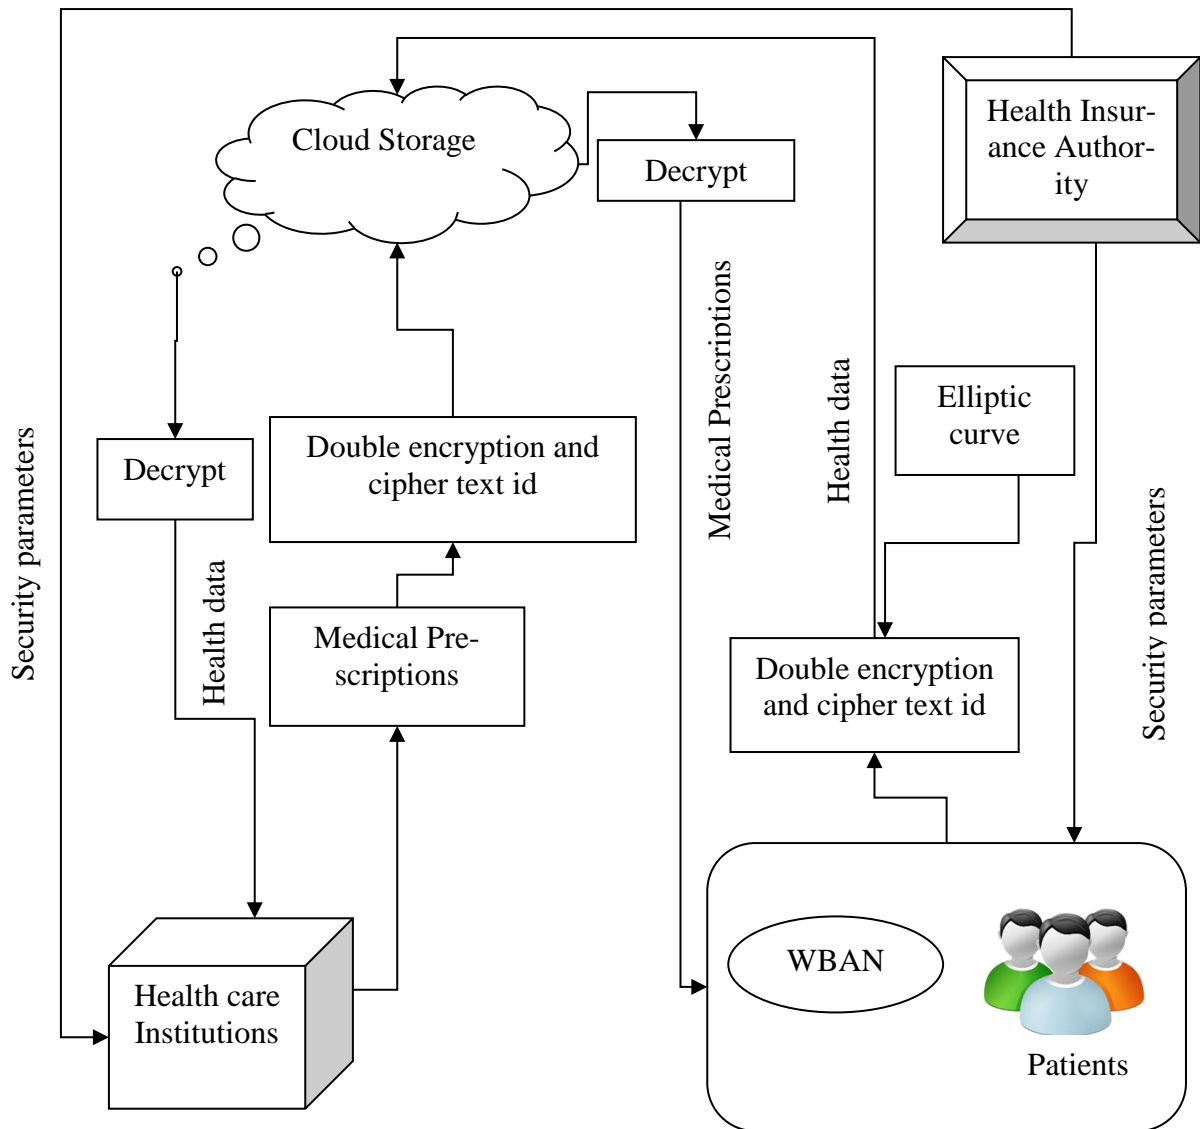 Cloud Storage
Decrypt
Health Insur-
ance Author-
ity
Security parameters
Decrypt
Health data
Double encryption and
cipher text id
Medical Pre-
scriptions
Medical Prescriptions
Health data
Elliptic
curve
Security parameters
Double encryption
and cipher text id
Health care
Institutions
WBAN
Patients